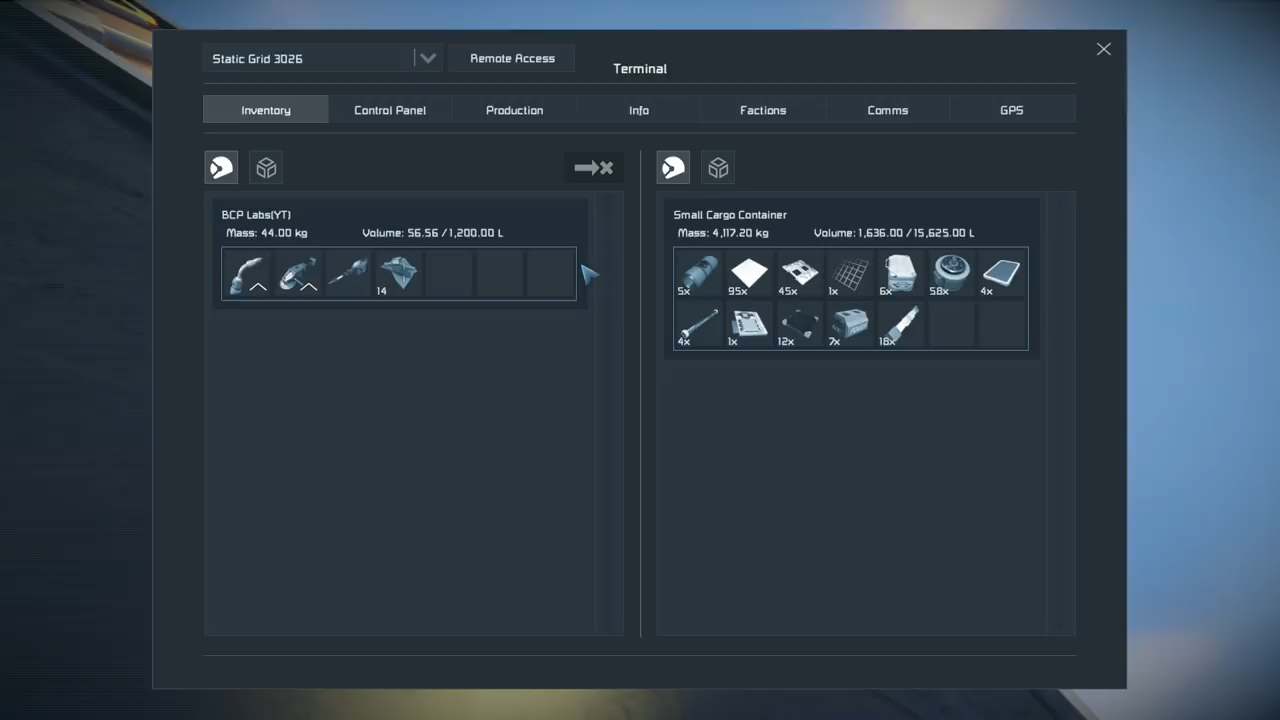 Static Grid 3026
Remote Access
Terminal
Inventory
Control Panel
Production
Info
Factions
Comms
GPS
BCP Labs(YT)
Mass: 44.00 kg
Volume: 56.56 / 1,200.00 L
14
Small Cargo Container
Mass: 4,117.20 kg
Volume: 1,636.00 / 15,625.00 L
5x
95x
45x
1x
6x
58x
4x
4x
1x
12x
7x
18x